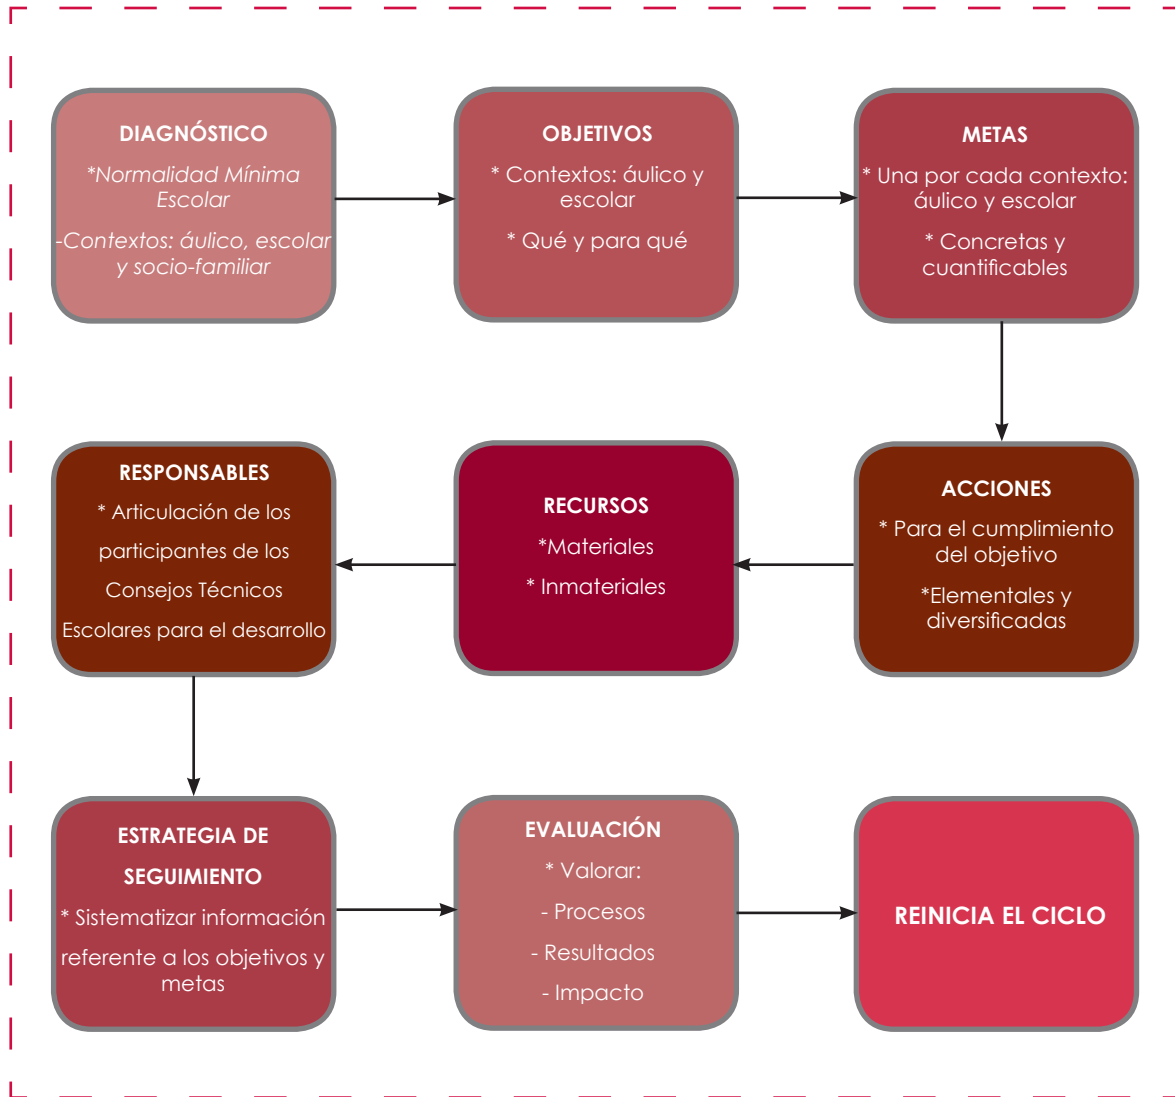 DIAGNÓSTICO
*Normalidad Mínima
Escolar
-Contextos: áulico, escolar
y socio-familiar
OBJETIVOS
* Contextos: áulico y
escolar
* Qué y para qué
METAS
* Una por cada contexto:
áulico y escolar
* Concretas y
cuantificables
ACCIONES
* Para el cumplimiento
del objetivo
*Elementales y
diversificadas
RECURSOS
*Materiales
* Inmateriales
RESPONSABLES
* Articulación de los
participantes de los
Consejos Técnicos
Escolares para el desarrollo
ESTRATEGIA DE
SEGUIMIENTO
* Sistematizar información
referente a los objetivos y
metas
EVALUACIÓN
* Valorar:
- Procesos
- Resultados
- Impacto
REINICIA EL CICLO